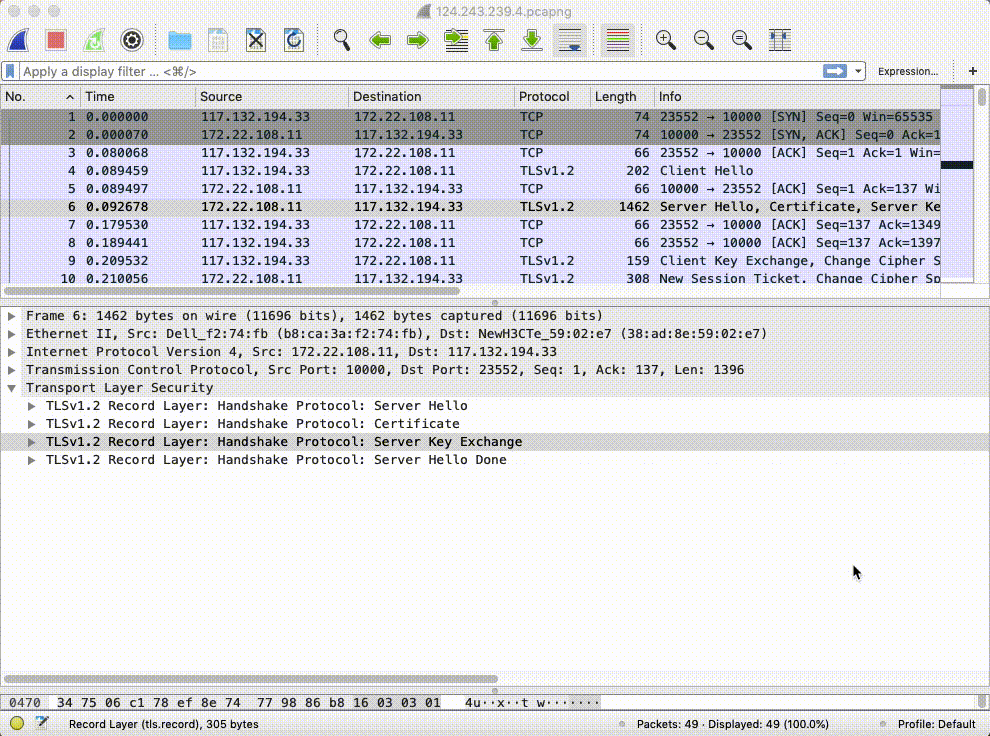 124.243.239.4.pcapng
Apply a display filter ... <⌘/>
Expression...
+
No. Time Source Destination Protocol Length Info
1 0.000000 117.132.194.33 172.22.108.11 TCP 74 23552 → 10000 [SYN] Seq=0 Win=65535
2 0.000070 172.22.108.11 117.132.194.33 TCP 74 10000 → 23552 [SYN, ACK] Seq=0 Ack=1
3 0.080068 117.132.194.33 172.22.108.11 TCP 66 23552 → 10000 [ACK] Seq=1 Ack=1 Win=
4 0.089459 117.132.194.33 172.22.108.11 TLSv1.2 202 Client Hello
5 0.089497 172.22.108.11 117.132.194.33 TCP 66 10000 → 23552 [ACK] Seq=1 Ack=137 Wi
6 0.092678 172.22.108.11 117.132.194.33 TLSv1.2 1462 Server Hello, Certificate, Server Ke
7 0.179530 117.132.194.33 172.22.108.11 TCP 66 23552 → 10000 [ACK] Seq=137 Ack=1349
8 0.189441 117.132.194.33 172.22.108.11 TCP 66 23552 → 10000 [ACK] Seq=137 Ack=1397
9 0.209532 117.132.194.33 172.22.108.11 TLSv1.2 159 Client Key Exchange, Change Cipher S
10 0.210056 172.22.108.11 117.132.194.33 TLSv1.2 308 New Session Ticket, Change Cipher Sp
Frame 6: 1462 bytes on wire (11696 bits), 1462 bytes captured (11696 bits)
Ethernet II, Src: Dell_f2:74:fb (b8:ca:3a:f2:74:fb), Dst: NewH3CTe_59:02:e7 (38:ad:8e:59:02:e7)
Internet Protocol Version 4, Src: 172.22.108.11, Dst: 117.132.194.33
Transmission Control Protocol, Src Port: 10000, Dst Port: 23552, Seq: 1, Ack: 137, Len: 1396
Transport Layer Security
TLSv1.2 Record Layer: Handshake Protocol: Server Hello
TLSv1.2 Record Layer: Handshake Protocol: Certificate
TLSv1.2 Record Layer: Handshake Protocol: Server Key Exchange
TLSv1.2 Record Layer: Handshake Protocol: Server Hello Done
0470 34 75 06 c1 78 ef 8e 74 77 98 86 b8 16 03 03 01 4u··x··t w·······
Record Layer (tls.record), 305 bytes
Packets: 49 · Displayed: 49 (100.0%)
Profile: Default